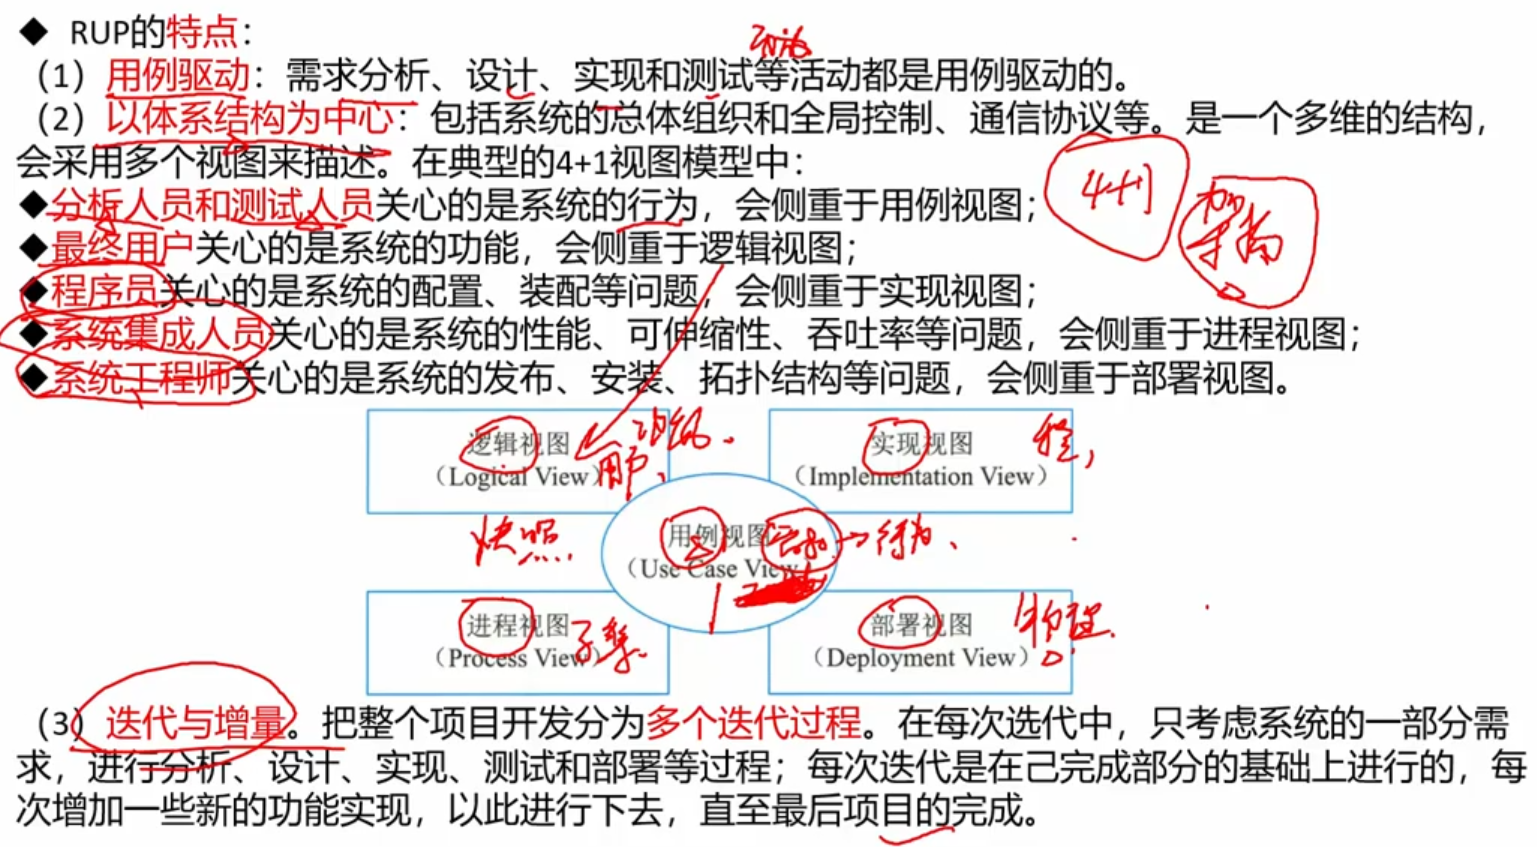 ◆ RUP的特点：
（1）用例驱动：需求分析、设计、实现和测试等活动都是用例驱动的。
（2）以体系结构为中心：包括系统的总体组织和全局控制、通信协议等。是一个多维的结构，
会采用多个视图来描述。在典型的4+1视图模型中：
4+1
◆分析人员和测试人员关心的是系统的行为，会侧重于用例视图；
◆最终用户关心的是系统的功能，会侧重于逻辑视图；
◆程序员关心的是系统的配置、装配等问题，会侧重于实现视图；
◆系统集成人员关心的是系统的性能、可伸缩性、吞吐率等问题，会侧重于进程视图；
◆系统工程师关心的是系统的发布、安装、拓扑结构等问题，会侧重于部署视图。
逻辑视图
（Logical View）
用户
实现视图
（Implementation View）
快照
用例视图
（Use Case View
行为、
进程视图
（Process View）
部署视图
（Deployment View）
物理
（3）迭代与增量。把整个项目开发分为多个迭代过程。在每次选代中，只考虑系统的一部分需
求，进行分析、设计、实现、测试和部署等过程；每次迭代是在己完成部分的基础上进行的，每
次增加一些新的功能实现，以此进行下去，直至最后项目的完成。